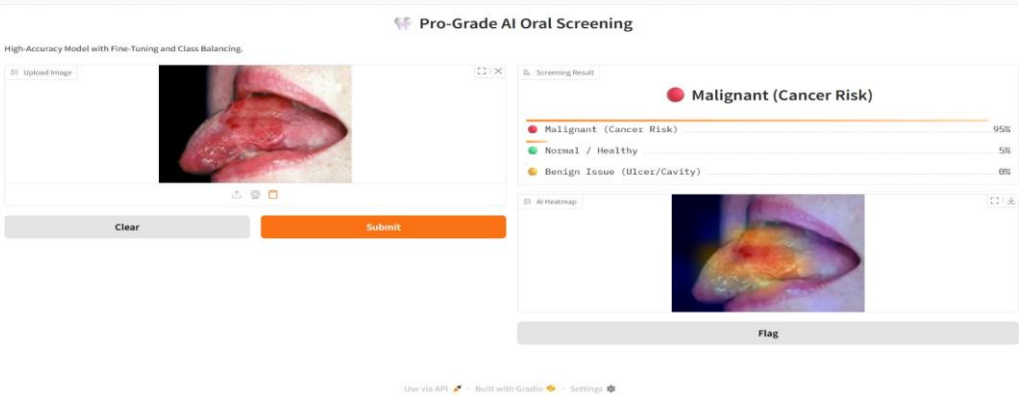 Pro-Grade AI Oral Screening
High-Accuracy Model with Fine-Tuning and Class Balancing.
Upload Image
Clear
Submit
Screening Result
Malignant (Cancer Risk)
Malignant (Cancer Risk) 95%
Normal / Healthy 5%
Benign Issue (Ulcer/Cavity) 0%
AI Heatmap
Flag
Use via API · Built with Gradio · Settings